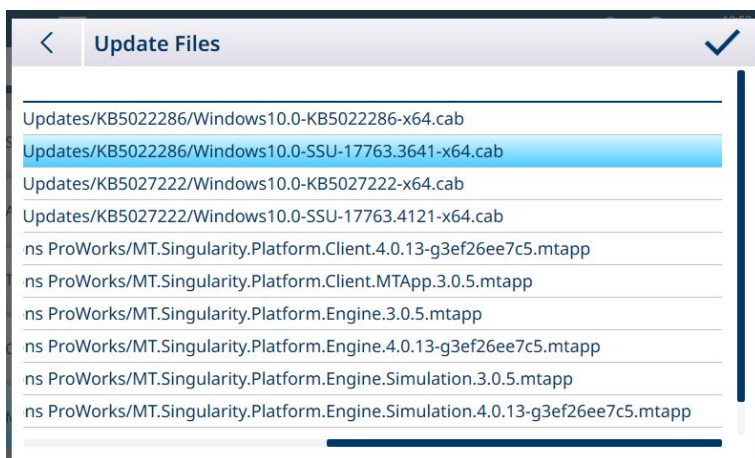 Update Files
Updates/KB5022286/Windows10.0-KB5022286-x64.cab
Updates/KB5022286/Windows10.0-SSU-17763.3641-x64.cab
Updates/KB5027222/Windows10.0-KB5027222-x64.cab
Updates/KB5027222/Windows10.0-SSU-17763.4121-x64.cab
ns ProWorks/MT.Singularity.Platform.Client.4.0.13-g3ef26ee7c5.mtapp
ns ProWorks/MT.Singularity.Platform.Client.MTApp.3.0.5.mtapp
ns ProWorks/MT.Singularity.Platform.Engine.3.0.5.mtapp
ns ProWorks/MT.Singularity.Platform.Engine.4.0.13-g3ef26ee7c5.mtapp
ns ProWorks/MT.Singularity.Platform.Engine.Simulation.3.0.5.mtapp
ns ProWorks/MT.Singularity.Platform.Engine.Simulation.4.0.13-g3ef26ee7c5.mtapp